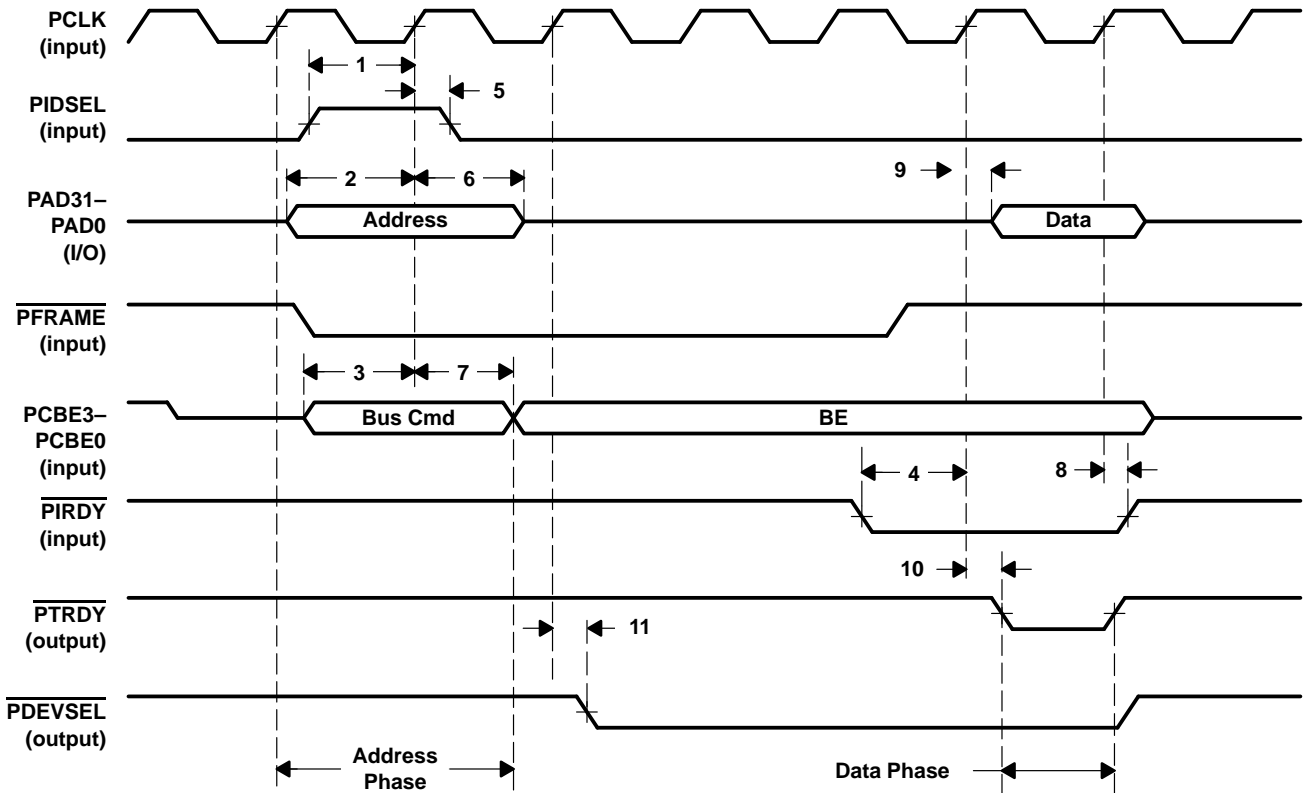 PCLK
(input)
1
5
PIDSEL
(input)
2
6
9
PAD31–
PAD0
(I/O)
Address
Data
PFRAME
(input)
3
7
PCBE3–
PCBE0
(input)
Bus Cmd
BE
4
8
PIRDY
(input)
10
PTRDY
(output)
11
PDEVSEL
(output)
Address
Phase
Data Phase